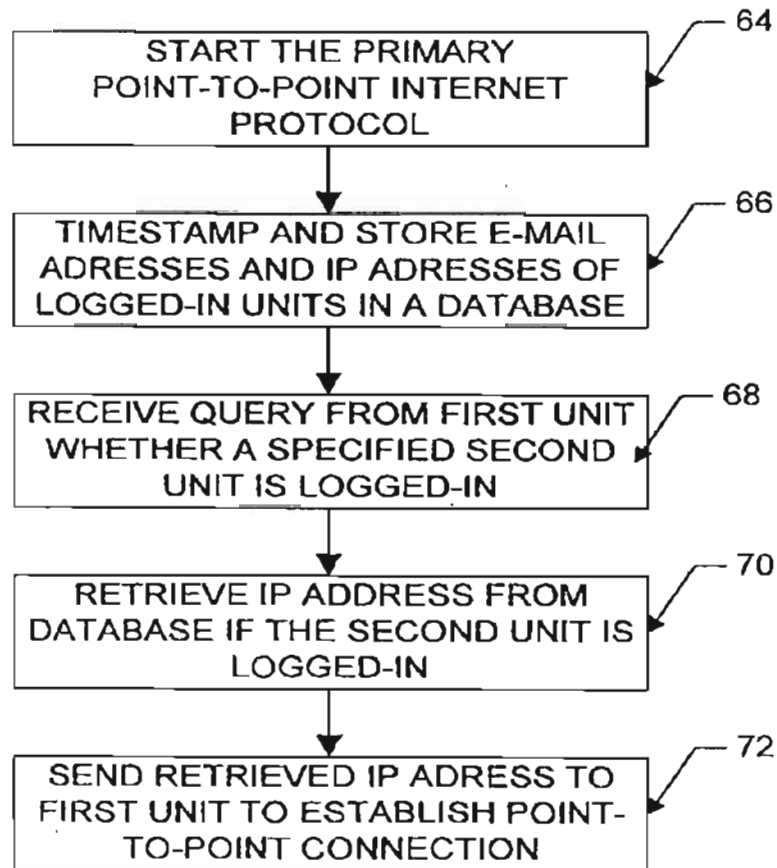 64
START THE PRIMARY
POINT-TO-POINT INTERNET
PROTOCOL
66
TIMESTAMP AND STORE E-MAIL
ADRESSES AND IP ADRESSES OF
LOGGED-IN UNITS IN A DATABASE
68
RECEIVE QUERY FROM FIRST UNIT
WHETHER A SPECIFIED SECOND
UNIT IS LOGGED-IN
70
RETRIEVE IP ADDRESS FROM
DATABASE IF THE SECOND UNIT IS
LOGGED-IN
72
SEND RETRIEVED IP ADRESS TO
FIRST UNIT TO ESTABLISH POINT-
TO-POINT CONNECTION